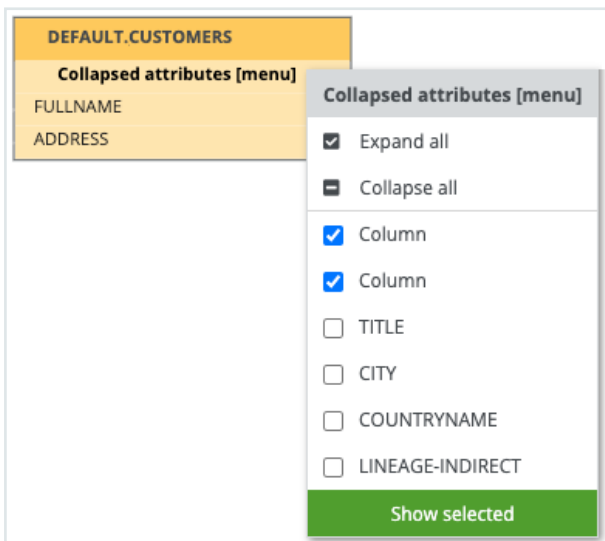 DEFAULT.CUSTOMERS
Collapsed attributes [menu]
FULLNAME
ADDRESS
Collapsed attributes [menu]
Expand all
Collapse all
Column
Column
TITLE
CITY
COUNTRYNAME
LINEAGE-INDIRECT
Show selected